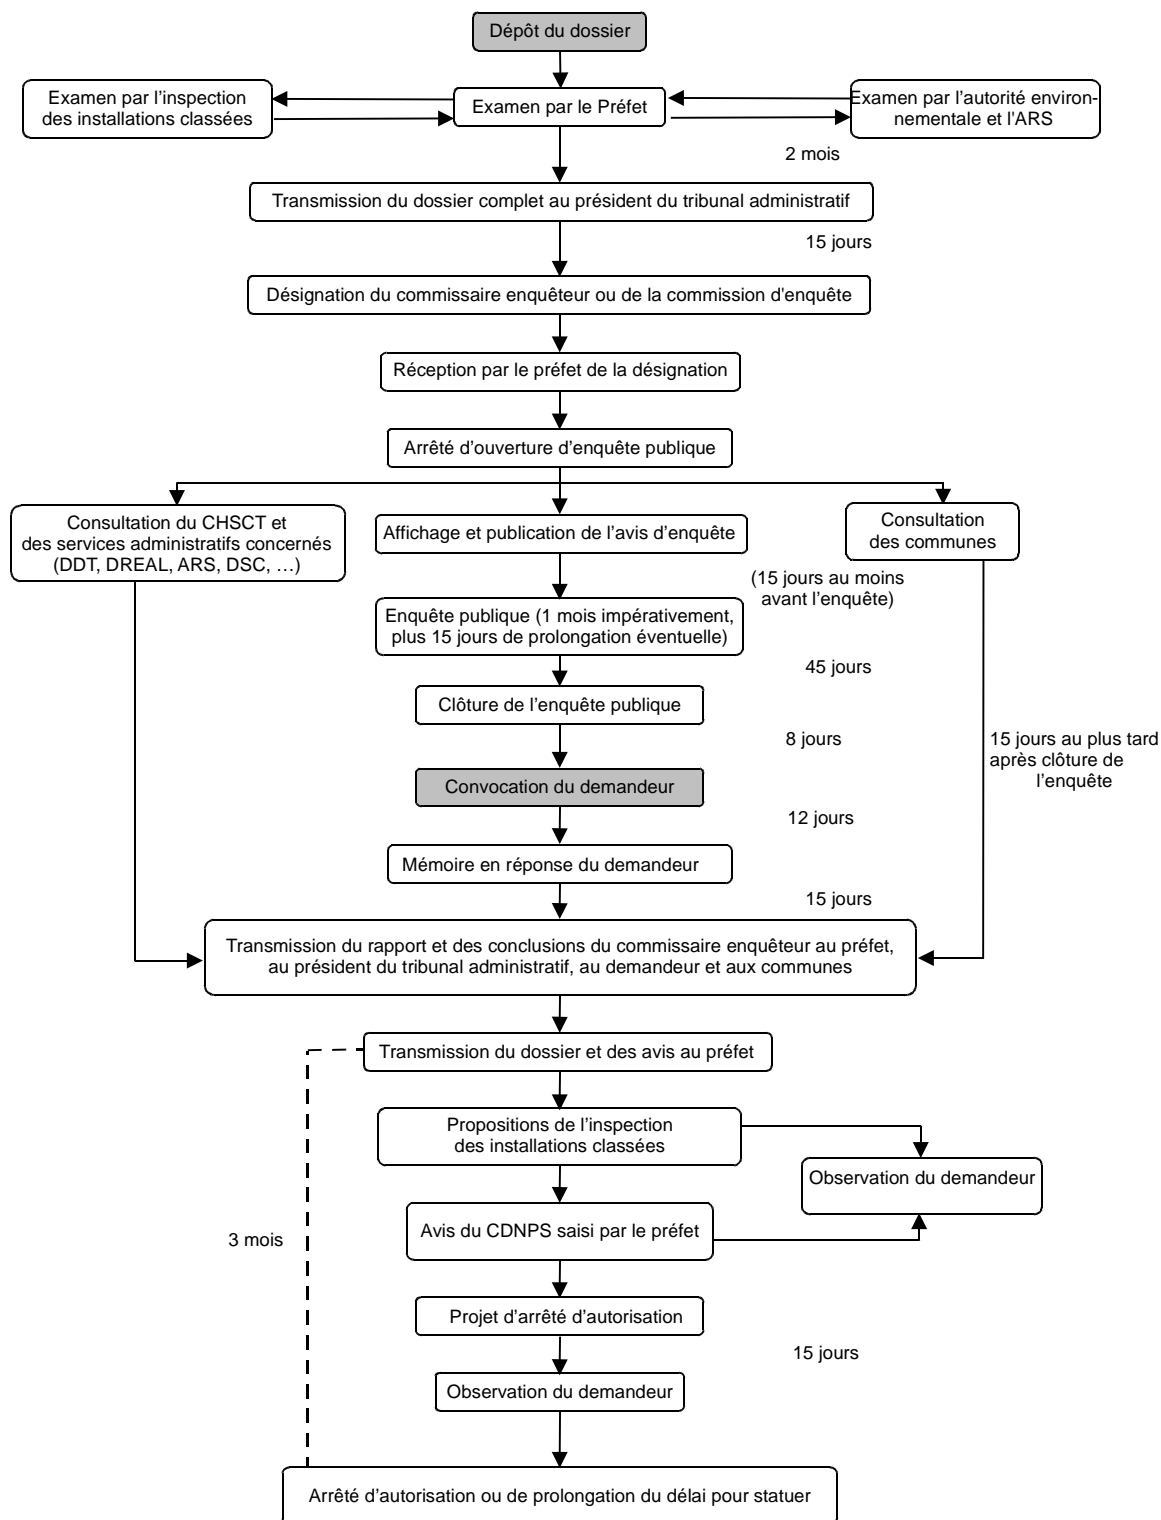 Dépôt du dossier
Examen par l’inspection
des installations classées
Examen par le Préfet
Examen par l’autorité environ-
nementale et l'ARS
2 mois
Transmission du dossier complet au président du tribunal administratif
15 jours
Désignation du commissaire enquêteur ou de la commission d'enquête
Réception par le préfet de la désignation
Arrêté d’ouverture d’enquête publique
Consultation du CHSCT et
des services administratifs concernés
(DDT, DREAL, ARS, DSC, …)
Affichage et publication de l’avis d’enquête
Consultation
des communes
(15 jours au moins
avant l’enquête)
Enquête publique (1 mois impérativement,
plus 15 jours de prolongation éventuelle)
45 jours
Clôture de l’enquête publique
8 jours
15 jours au plus tard
après clôture de
l’enquête
Convocation du demandeur
12 jours
Mémoire en réponse du demandeur
15 jours
Transmission du rapport et des conclusions du commissaire enquêteur au préfet,
au président du tribunal administratif, au demandeur et aux communes
Transmission du dossier et des avis au préfet
Propositions de l’inspection
des installations classées
Observation du demandeur
Avis du CDNPS saisi par le préfet
3 mois
Projet d’arrêté d’autorisation
15 jours
Observation du demandeur
Arrêté d’autorisation ou de prolongation du délai pour statuer